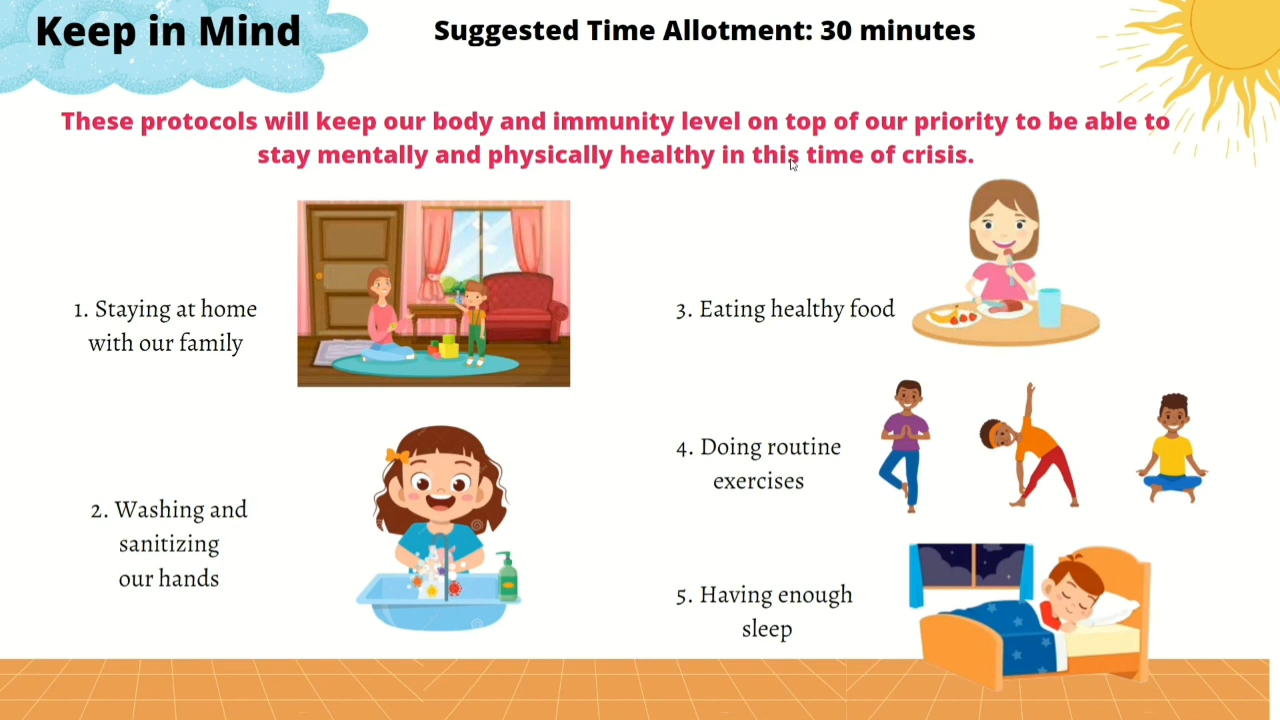 Keep in Mind
Suggested Time Allotment: 30 minutes
These protocols will keep our body and immunity level on top of our priority to be able to
stay mentally and physically healthy in this time of crisis.
1. Staying at home
with our family
2. Washing and
sanitizing
our hands
3. Eating healthy food
4. Doing routine
exercises
5. Having enough
sleep